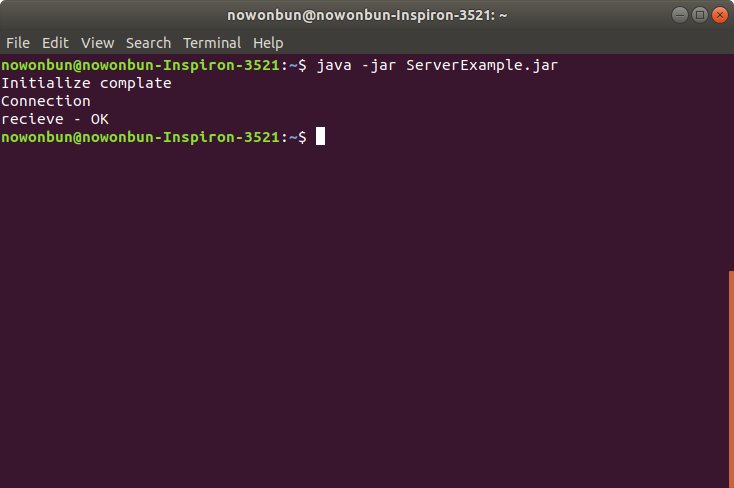 nowonbun@nowonbun-Inspiron-3521: ~
File Edit View Search Terminal Help
nowonbun@nowonbun-Inspiron-3521:~$ java -jar ServerExample.jar
Initialize complate
Connection
recieve - OK
nowonbun@nowonbun-Inspiron-3521:~$